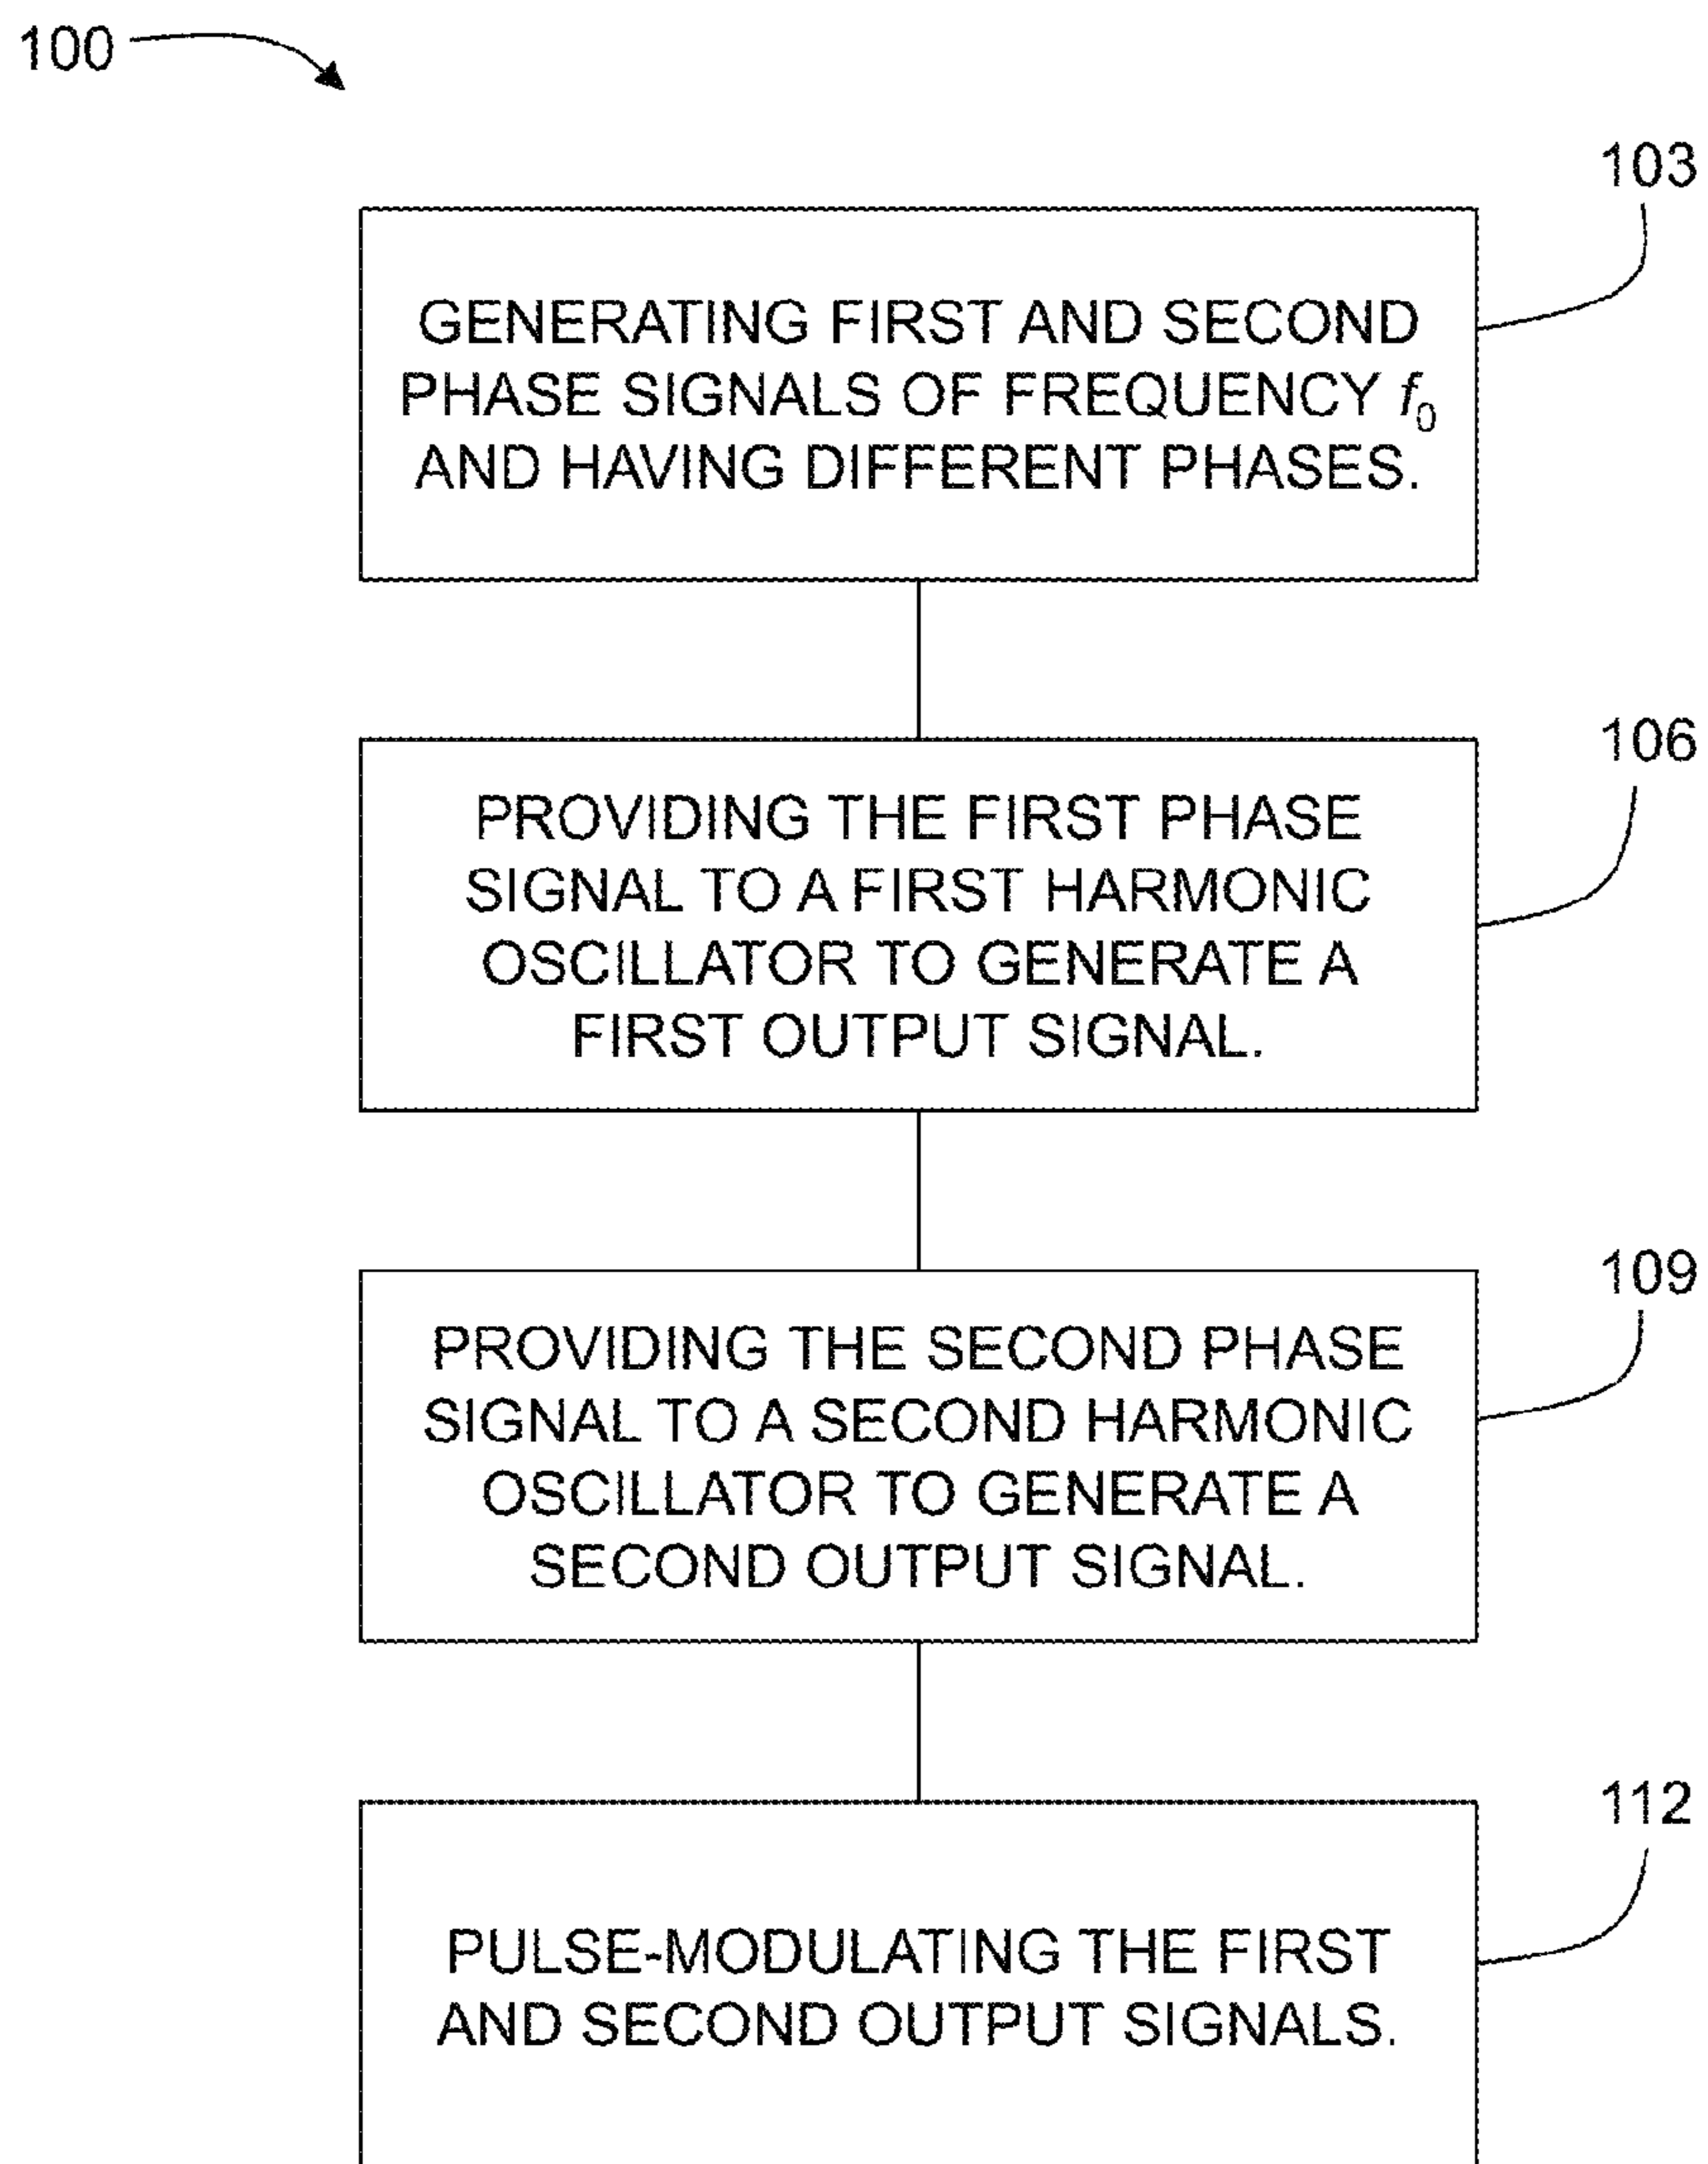 100
103
GENERATING FIRST AND SECOND
PHASE SIGNALS OF FREQUENCY f₀
AND HAVING DIFFERENT PHASES.
106
PROVIDING THE FIRST PHASE
SIGNAL TO A FIRST HARMONIC
OSCILLATOR TO GENERATE A
FIRST OUTPUT SIGNAL.
109
PROVIDING THE SECOND PHASE
SIGNAL TO A SECOND HARMONIC
OSCILLATOR TO GENERATE A
SECOND OUTPUT SIGNAL.
112
PULSE-MODULATING THE FIRST
AND SECOND OUTPUT SIGNALS.